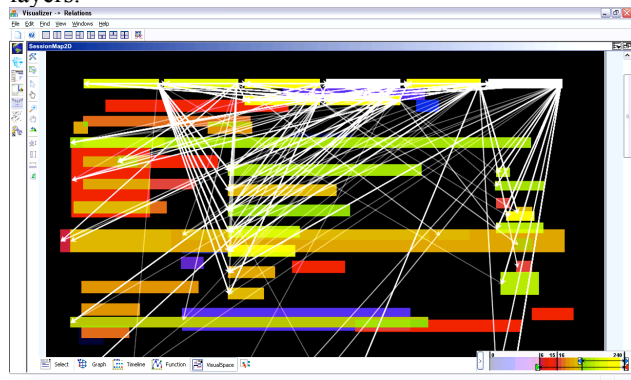 layers.
Visualizer -> Relations
File Edit Find View Windows Help
SessionMap2D
Select Graph Timeline Function VisualSpace
0 6 15 16 240